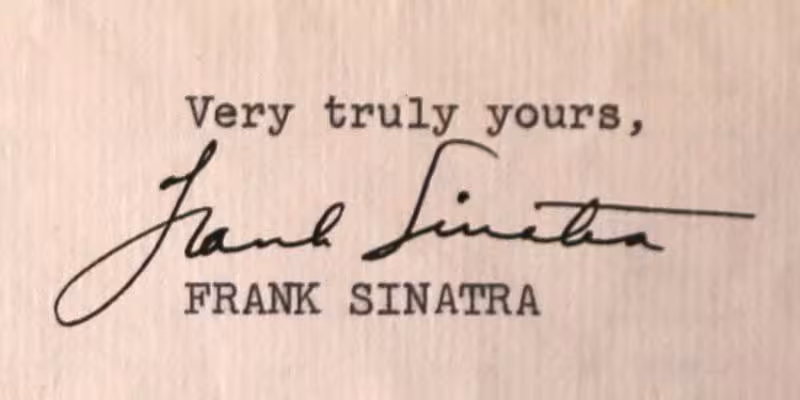 Very truly yours,
Frank Sinatra
FRANK SINATRA